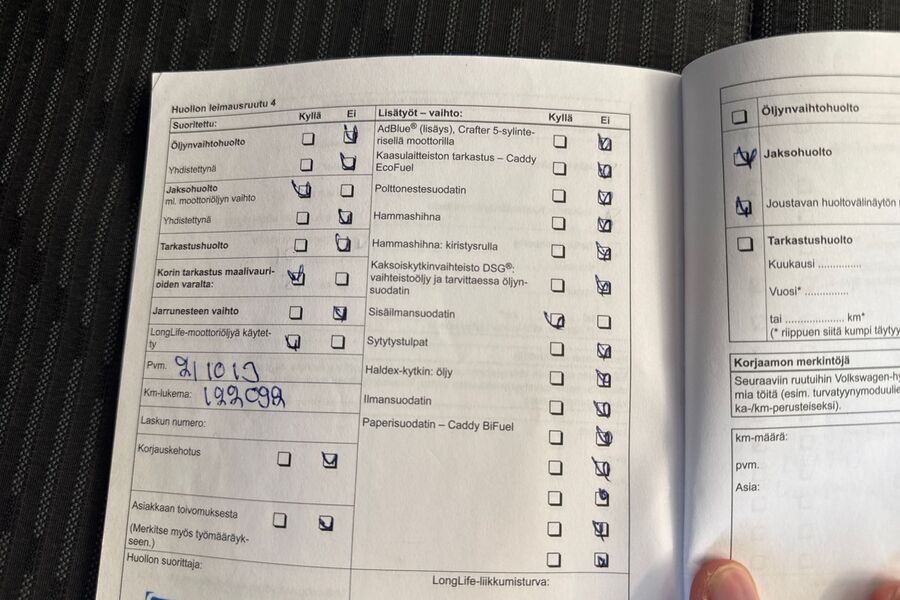 Huollon leimausruutu 4
Suoritettu: Kyllä Ei
Öljynvaihtohuolto
Yhdistettynä
Jaksohuolto
ml. moottoriöljyn vaihto
Yhdistettynä
Tarkastushuolto
Korin tarkastus maalivauri-
oiden varalta:
Jarrunesteen vaihto
LongLife-moottoriöljyä käytet-
ty
Pvm.
Km-lukema: 122092
Laskun numero:
Korjauskehotus
Asiakkaan toivomuksesta
(Merkitse myös työmääräyk-
seen.)
Huollon suorittaja:
Lisätyöt – vaihto: Kyllä Ei
AdBlue® (lisäys), Crafter 5-sylinte-
risellä moottorilla
Kaasulaitteiston tarkastus – Caddy
EcoFuel
Polttonestesuodatin
Hammashihna
Hammashihna: kiristysrulla
Kaksoiskytkinvaihteisto DSG®:
vaihteistoöljy ja tarvittaessa öljyn-
suodatin
Sisäilmansuodatin
Sytytystulpat
Haldex-kytkin: öljy
Ilmansuodatin
Paperisuodatin – Caddy BiFuel
LongLife-liikkumisturva:
Öljynvaihtohuolto
Jaksohuolto
Joustavan huoltovälinäytön
Tarkastushuolto
Kuukausi ..............
Vuosi* ..............
tai .................... km*
(* riippuen siitä kumpi täytyy
Korjaamon merkintöjä
Seuraaviin ruutuihin Volkswagen-hy
mia töitä (esim. turvatyynymoduulie
ka-/km-perusteiseksi).
km-määrä:
pvm.
Asia: